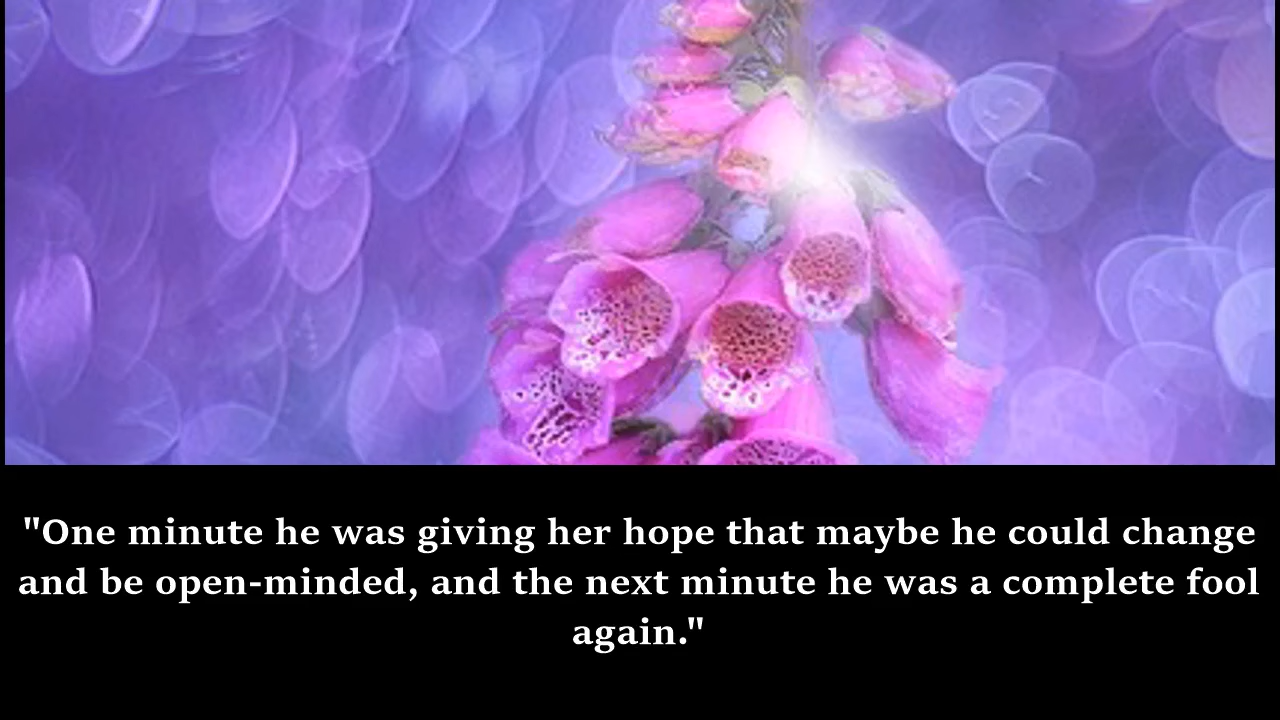 "One minute he was giving her hope that maybe he could change
and be open-minded, and the next minute he was a complete fool
again."